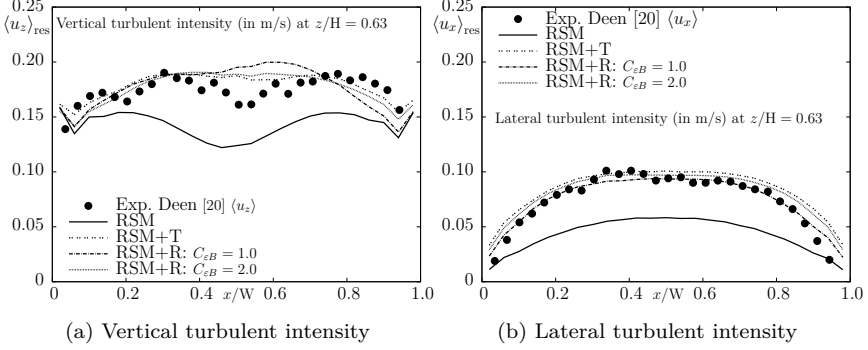 ⟨u_z⟩_res
0.25
Vertical turbulent intensity (in m/s) at z/H = 0.63
0.20
0.15
0.10
0.05
0
Exp. Deen [20] ⟨u_z⟩
RSM
RSM+T
RSM+R: C_εB = 1.0
RSM+R: C_εB = 2.0
0 0.2 0.4 x/W 0.6 0.8 1.0
(a) Vertical turbulent intensity
⟨u_x⟩_res
0.25
Exp. Deen [20] ⟨u_x⟩
RSM
RSM+T
RSM+R: C_εB = 1.0
RSM+R: C_εB = 2.0
0.20
0.15
Lateral turbulent intensity (in m/s) at z/H = 0.63
0.10
0.05
0
0 0.2 0.4 x/W 0.6 0.8 1.0
(b) Lateral turbulent intensity